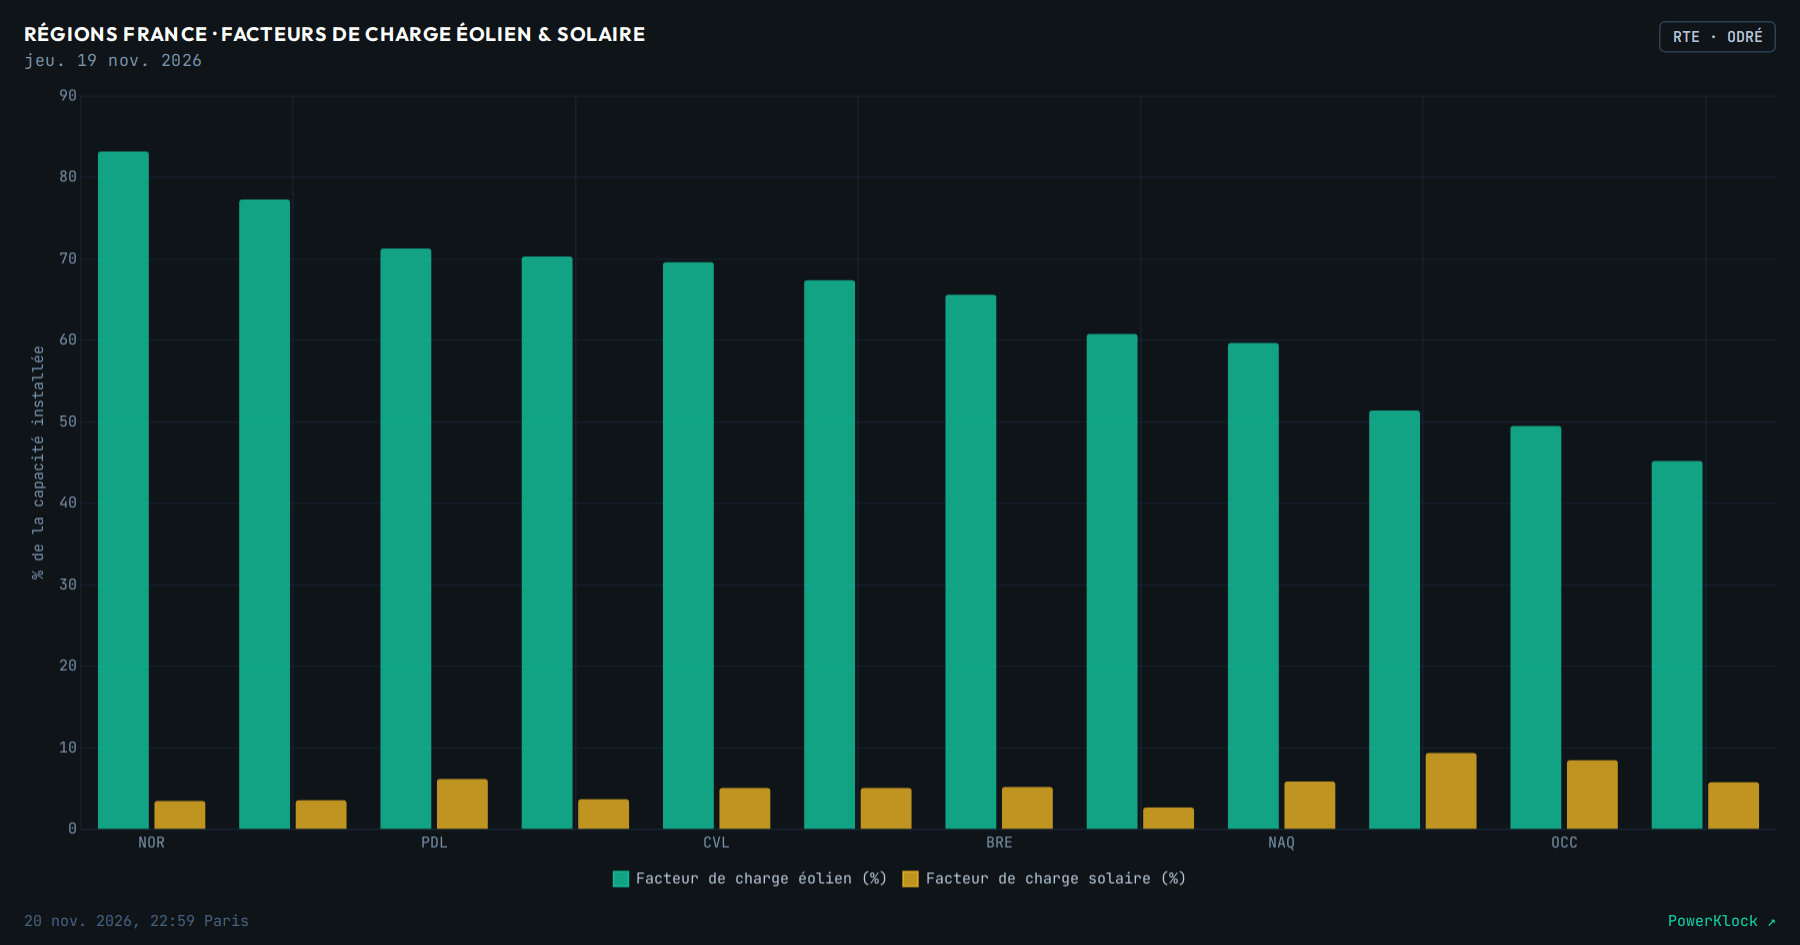 RÉGIONS FRANCE · FACTEURS DE CHARGE ÉOLIEN & SOLAIRE
jeu. 19 nov. 2026
RTE · ODRÉ
% de la capacité installée
90
80
70
60
50
40
30
20
10
0
NOR PDL CVL BRE NAQ OCC
Facteur de charge éolien (%) Facteur de charge solaire (%)
20 nov. 2026, 22:59 Paris
PowerKlock ↗